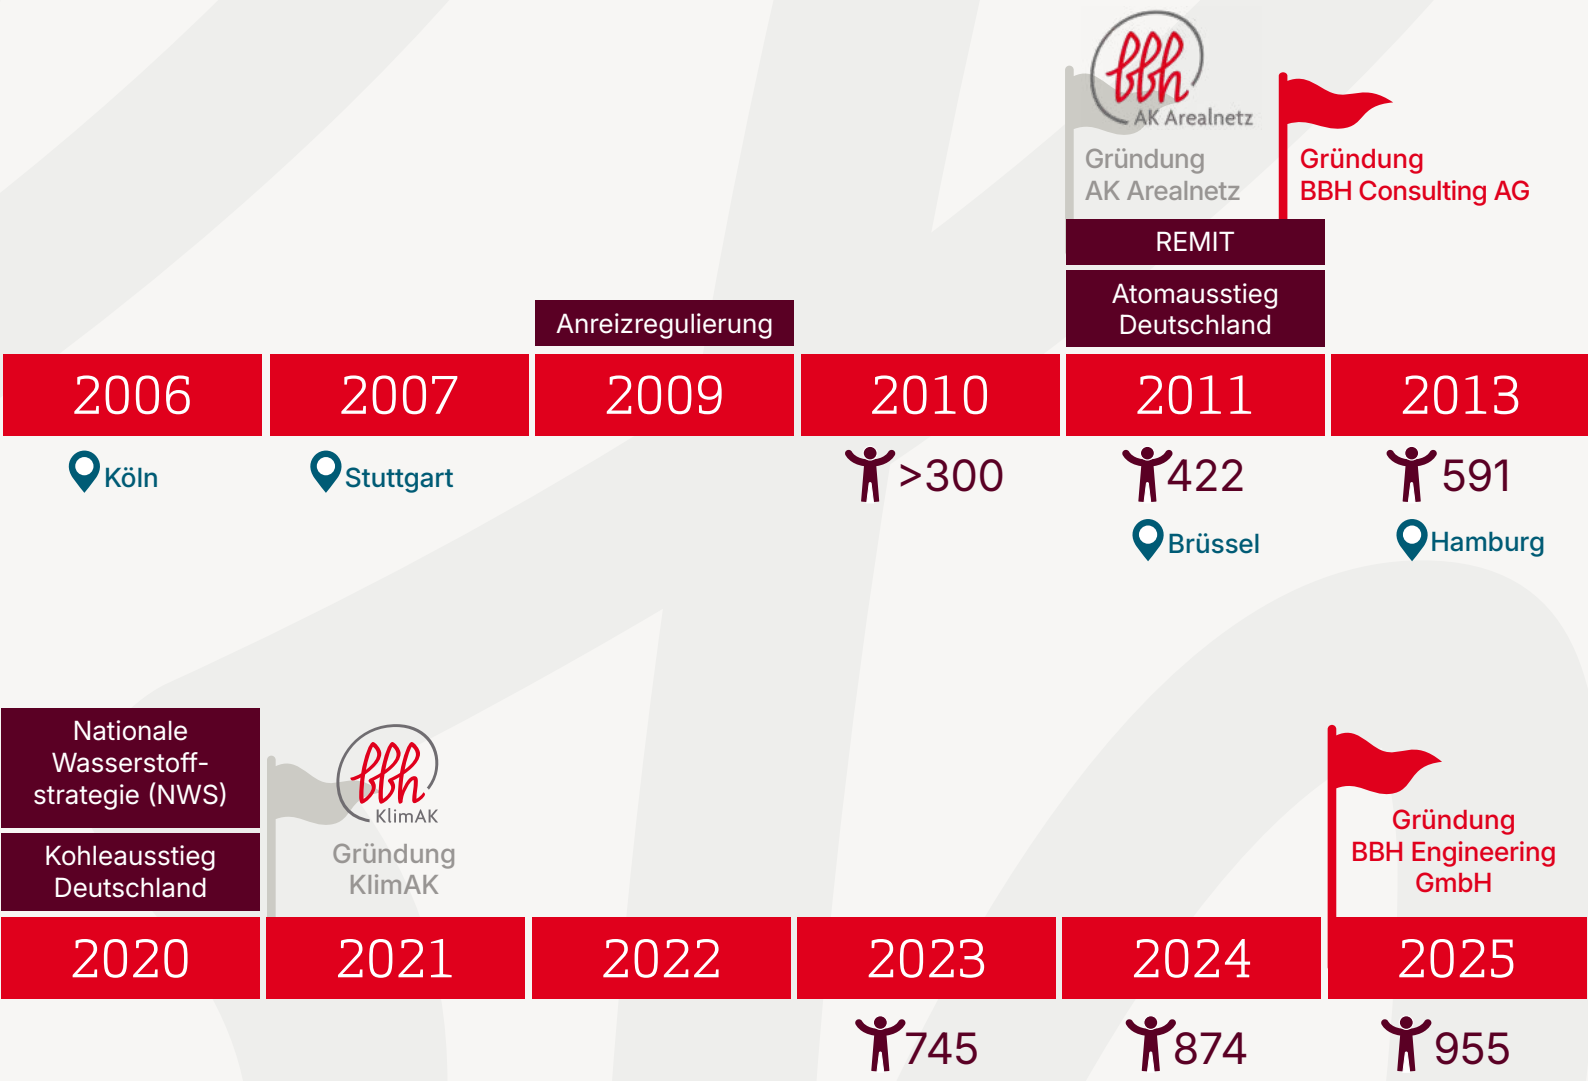 bbh
AK Arealnetz
Gründung
AK Arealnetz
Gründung
BBH Consulting AG
REMIT
Atomausstieg
Deutschland
Anreizregulierung
2006
2007
2009
2010
2011
2013
Köln
Stuttgart
>300
422
591
Brüssel
Hamburg
Nationale
Wasserstoff-
strategie (NWS)
Kohleausstieg
Deutschland
bbh
KlimAK
Gründung
KlimAK
Gründung
BBH Engineering
GmbH
2020
2021
2022
2023
2024
2025
745
874
955